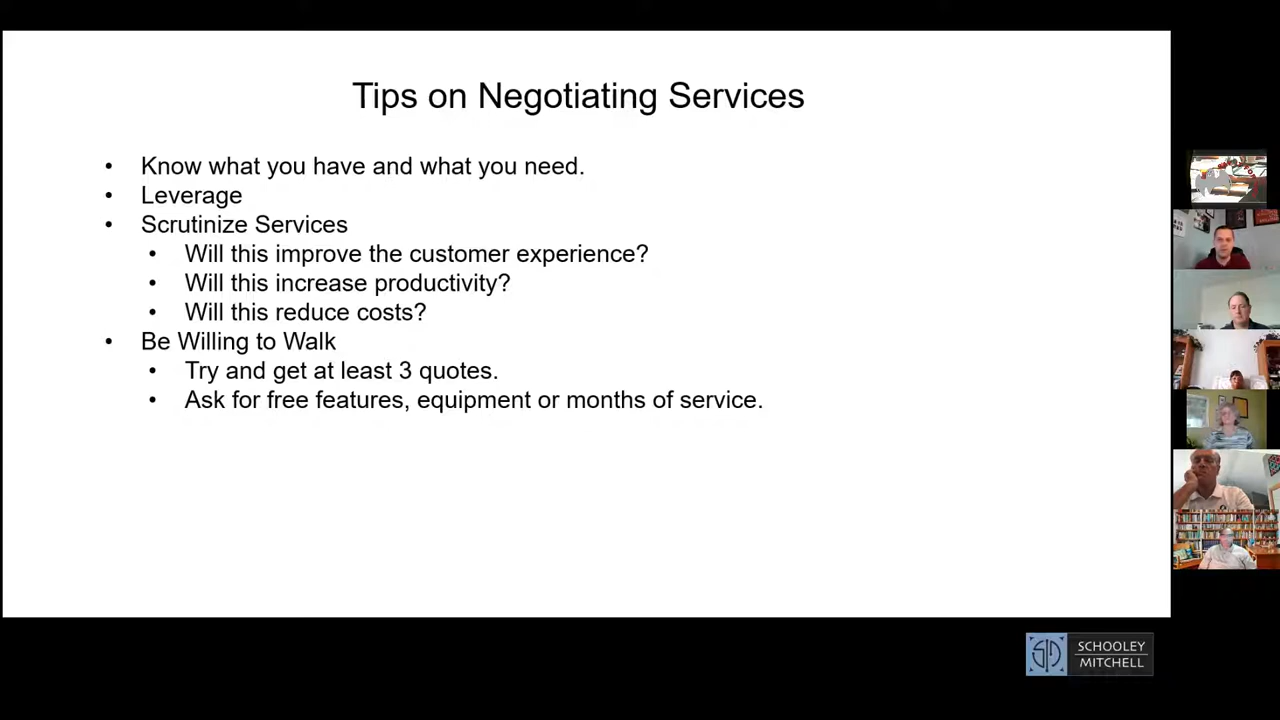 Tips on Negotiating Services
• Know what you have and what you need.
• Leverage
• Scrutinize Services
• Will this improve the customer experience?
• Will this increase productivity?
• Will this reduce costs?
• Be Willing to Walk
• Try and get at least 3 quotes.
• Ask for free features, equipment or months of service.
SCHOOLEY
MITCHELL